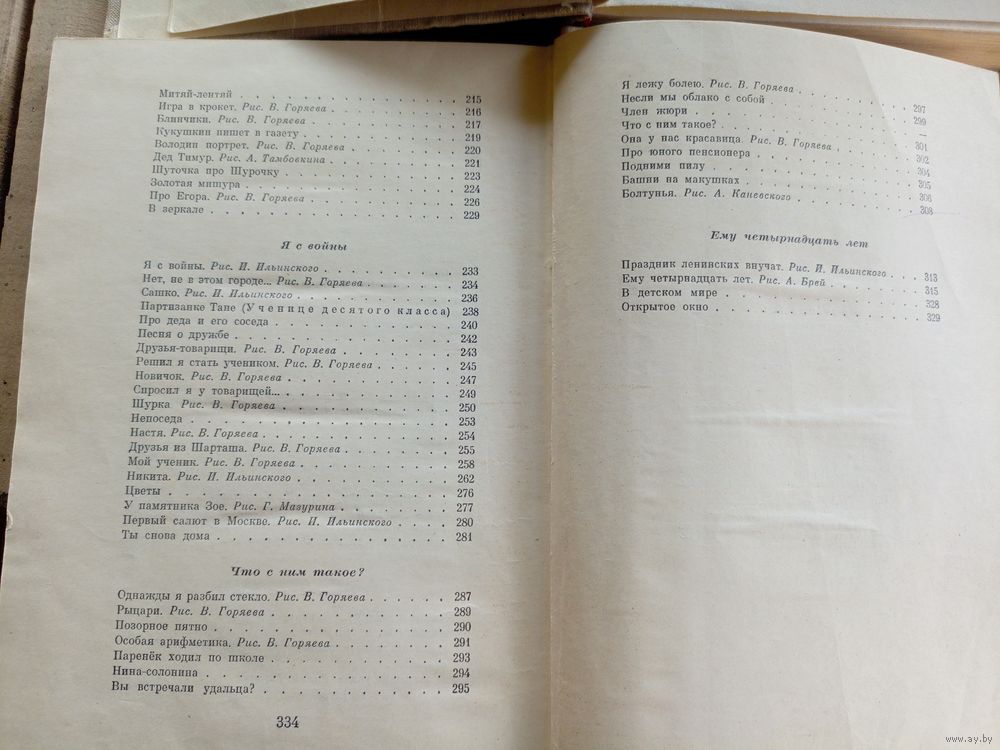 Митяй-лентяй . . . 215
Игра в крокет. Рис. В. Горяева . . . 216
Блинчики. Рис. В. Горяева . . . 217
Кукушкин пишет в газету . . . 219
Володин портрет. Рис. В. Горяева . . . 220
Дед Тимур. Рис. А. Тамбовкина . . . 221
Шуточка про Шурочку . . . 223
Золотая мишура . . . 224
Про Егора. Рис. В. Горяева . . . 226
В зеркале . . . 229
Я с войны
Я с войны. Рис. И. Ильинского . . . 233
Нет, не в этом городе... Рис. В. Горяева . . . 234
Сашко. Рис. И. Ильинского . . . 236
Партизанке Тане (Ученице десятого класса) 238
Про деда и его соседа . . . 240
Песня о дружбе . . . 242
Друзья-товарищи. Рис. В. Горяева . . . 243
Решил я стать учеником. Рис. В. Горяева . . . 245
Новичок. Рис. В. Горяева . . . 247
Спросил я у товарищей... . . . 249
Шурка Рис. В. Горяева . . . 250
Непоседа . . . 253
Настя. Рис. В. Горяева . . . 254
Друзья из Шарташа. Рис. В. Горяева . . . 255
Мой ученик. Рис. В. Горяева . . . 258
Никита. Рис. И. Ильинского . . . 262
Цветы . . . 276
У памятника Зое. Рис. Г. Мазурина . . . 277
Первый салют в Москве. Рис. И. Ильинского . . . 280
Ты снова дома . . . 281
Что с ним такое?
Однажды я разбил стекло. Рис. В. Горяева . . . 287
Рыцари. Рис. В. Горяева . . . 289
Позорное пятно . . . 290
Особая арифметика. Рис. В. Горяева . . . 291
Паренёк ходил по школе . . . 293
Нина-солонина . . . 294
Вы встречали удальца? . . . 295
334
Я лежу болею. Рис. В. Горяева . . . 297
Несли мы облако с собой . . . 299
Член жюри . . . —
Что с ним такое? . . . 301
Она у нас красавица. Рис. В. Горяева . . . 302
Про юного пенсионера . . . 304
Подними пилу . . . 305
Башни на макушках . . . 306
Болтунья. Рис. А. Каневского . . . 308
Ему четырнадцать лет
Праздник ленинских внучат. Рис. И. Ильинского . . . 313
Ему четырнадцать лет. Рис. А. Брей . . . 315
В детском мире . . . 328
Открытое окно . . . 329
www.ay.by